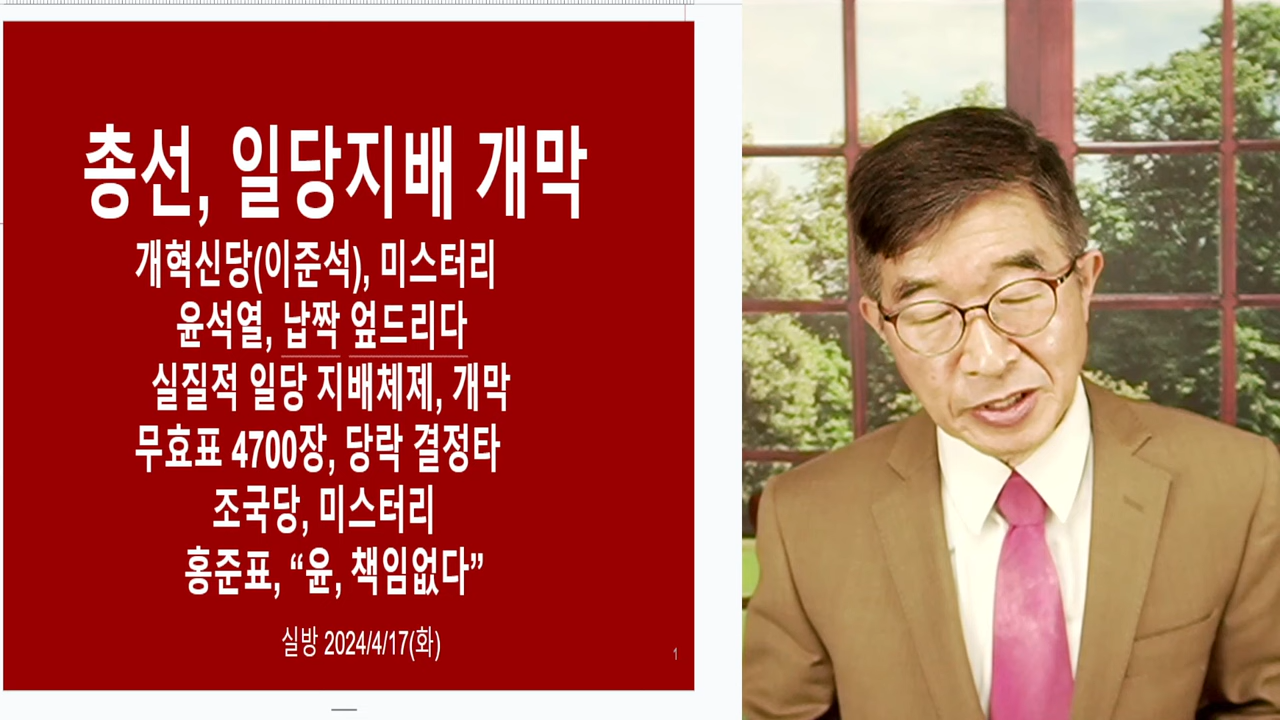 총선, 일당지배 개막
개혁신당(이준석), 미스터리
윤석열, 납짝 엎드리다
실질적 일당 지배체제, 개막
무효표 4700장, 당락 결정타
조국당, 미스터리
홍준표, “윤, 책임없다”
실방 2024/4/17(화)
1